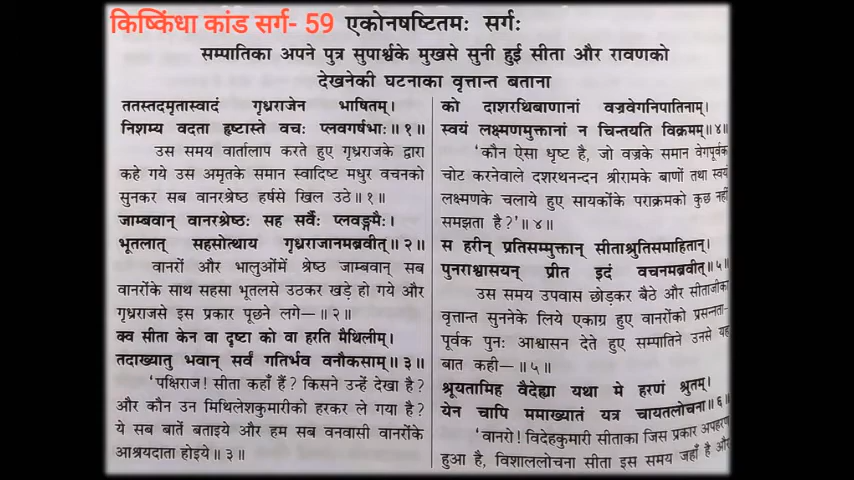 किष्किंधा कांड सर्ग- 59 एकोनषष्टितमः सर्गः
सम्पातिका अपने पुत्र सुपार्श्वके मुखसे सुनी हुई सीता और रावणको
देखनेकी घटनाका वृत्तान्त बताना
ततस्तदमृतास्वादं गृध्रराजेन भाषितम्।
निशम्य वदता हृष्टास्ते वचः प्लवगर्षभाः॥ १॥
उस समय वार्तालाप करते हुए गृध्रराजके द्वारा
कहे गये उस अमृतके समान स्वादिष्ट मधुर वचनको
सुनकर सब वानरश्रेष्ठ हर्षसे खिल उठे॥ १॥
जाम्बवान् वानरश्रेष्ठः सह सर्वैः प्लवङ्गमैः।
भूतलात् सहसोत्थाय गृध्रराजानमब्रवीत्॥ २॥
वानरों और भालुओंमें श्रेष्ठ जाम्बवान् सब
वानरोंके साथ सहसा भूतलसे उठकर खड़े हो गये और
गृध्रराजसे इस प्रकार पूछने लगे—॥ २॥
क्व सीता केन वा दृष्टा को वा हरति मैथिलीम्।
तदाख्यातु भवान् सर्वं गतिर्भव वनौकसाम्॥ ३॥
'पक्षिराज! सीता कहाँ हैं? किसने उन्हें देखा है?
और कौन उन मिथिलेशकुमारीको हरकर ले गया है?
ये सब बातें बताइये और हम सब वनवासी वानरोंके
आश्रयदाता होइये॥ ३॥
को दाशरथिबाणानां वज्रवेगनिपातिनाम्।
स्वयं लक्ष्मणमुक्तानां न चिन्तयति विक्रमम्॥ ४॥
'कौन ऐसा धृष्ट है, जो वज्रके समान वेगपूर्वक
चोट करनेवाले दशरथनन्दन श्रीरामके बाणों तथा स्वयं
लक्ष्मणके चलाये हुए सायकोंके पराक्रमको कुछ नहीं
समझता है?'॥ ४॥
स हरीन् प्रतिसम्मुक्तान् सीताश्रुतिसमाहितान्।
पुनराश्वासयन् प्रीत इदं वचनमब्रवीत्॥ ५॥
उस समय उपवास छोड़कर बैठे और सीताजीका
वृत्तान्त सुननेके लिये एकाग्र हुए वानरोंको प्रसन्नता-
पूर्वक पुनः आश्वासन देते हुए सम्पातिने उनसे यह
बात कही—॥ ५॥
श्रूयतामिह वैदेह्या यथा मे हरणं श्रुतम्।
येन चापि ममाख्यातं यत्र चायतलोचना॥ ६॥
'वानरो! विदेहकुमारी सीताका जिस प्रकार अपहरण
हुआ है, विशाललोचना सीता इस समय जहाँ है और